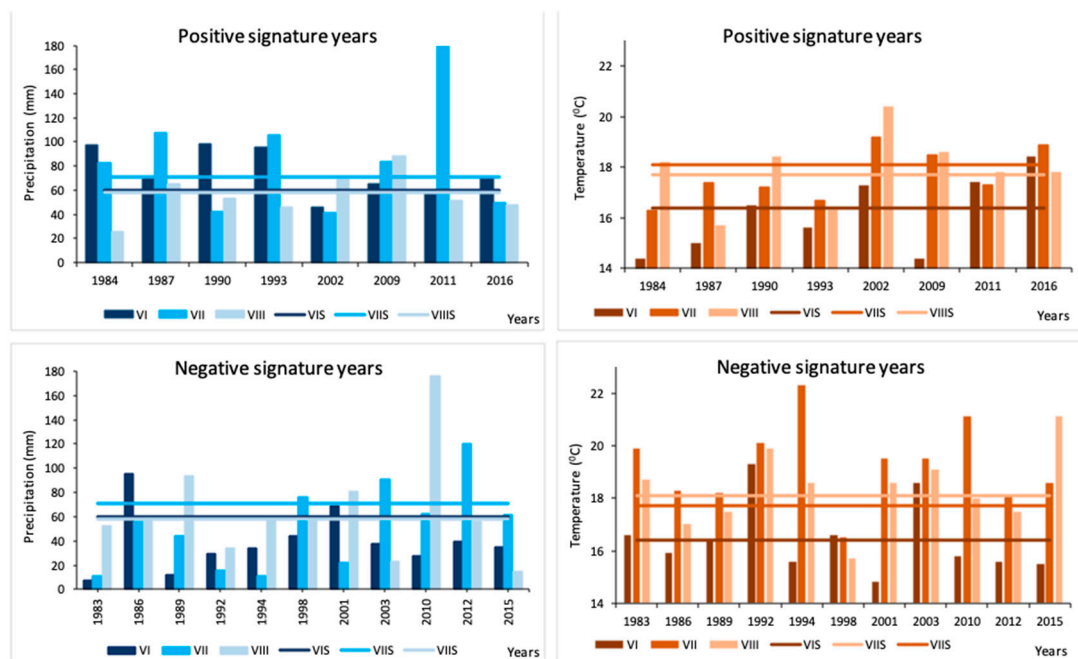 Positive signature years
Precipitation (mm)
180
160
140
120
100
80
60
40
20
0
1984 1987 1990 1993 2002 2009 2011 2016
VI VII VIII VIS VIIS VIIIS Years
Positive signature years
Temperature (⁰C)
22
20
18
16
14
1984 1987 1990 1993 2002 2009 2011 2016
VI VII VIII VIS VIIS VIIIS Years
Negative signature years
Precipitation (mm)
180
160
140
120
100
80
60
40
20
0
1983 1986 1989 1992 1994 1998 2001 2003 2010 2012 2015
VI VII VIII VIS VIIS VIIS Years
Negative signature years
Temperature (⁰C)
22
20
18
16
14
1983 1986 1989 1992 1994 1998 2001 2003 2010 2012 2015
VI VII VIII VIS VIIS VIIS Years